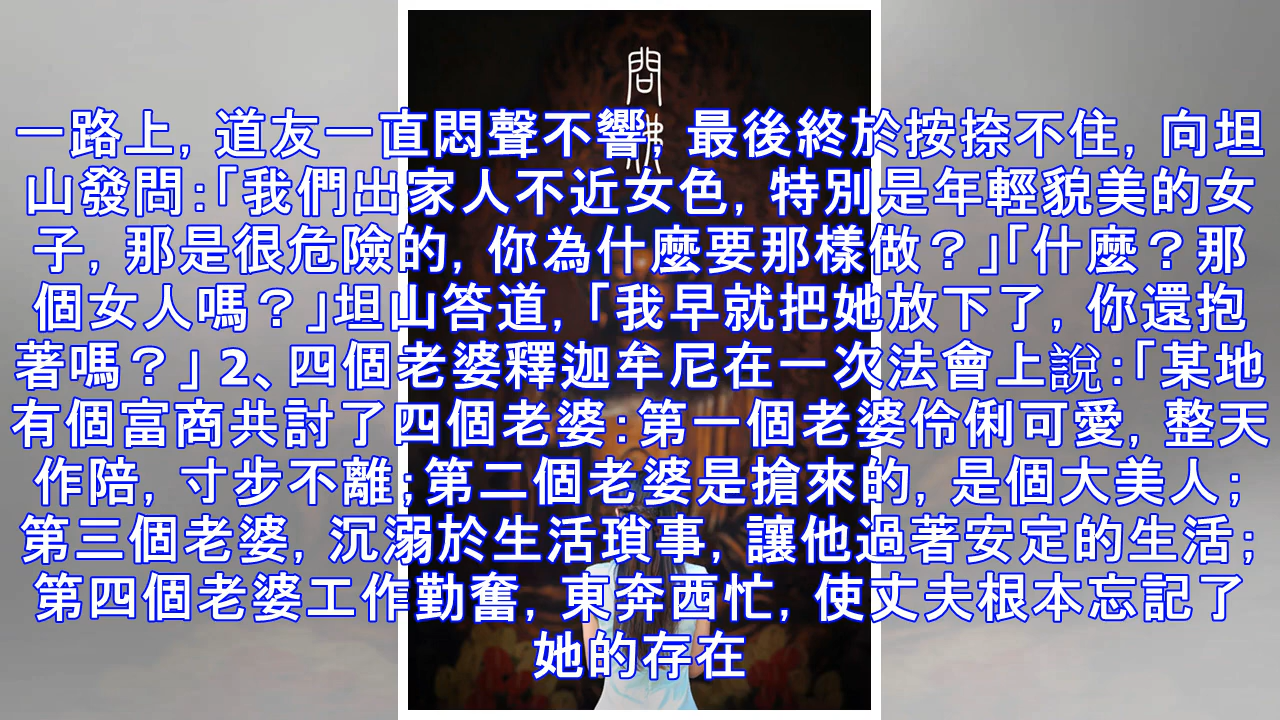 問佛
一路上, 道友一直悶聲不響, 最後終於按捺不住, 向坦
山發問:「我們出家人不近女色, 特別是年輕貌美的女
子, 那是很危險的, 你為什麼要那樣做？」「什麼？那
個女人嗎？」坦山答道, 「我早就把她放下了, 你還抱
著嗎？」2、四個老婆釋迦牟尼在一次法會上說:「某地
有個富商共討了四個老婆:第一個老婆伶俐可愛, 整天
作陪, 寸步不離;第二個老婆是搶來的, 是個大美人;
第三個老婆, 沉溺於生活瑣事, 讓他過著安定的生活;
第四個老婆工作勤奮, 東奔西忙, 使丈夫根本忘記了
她的存在